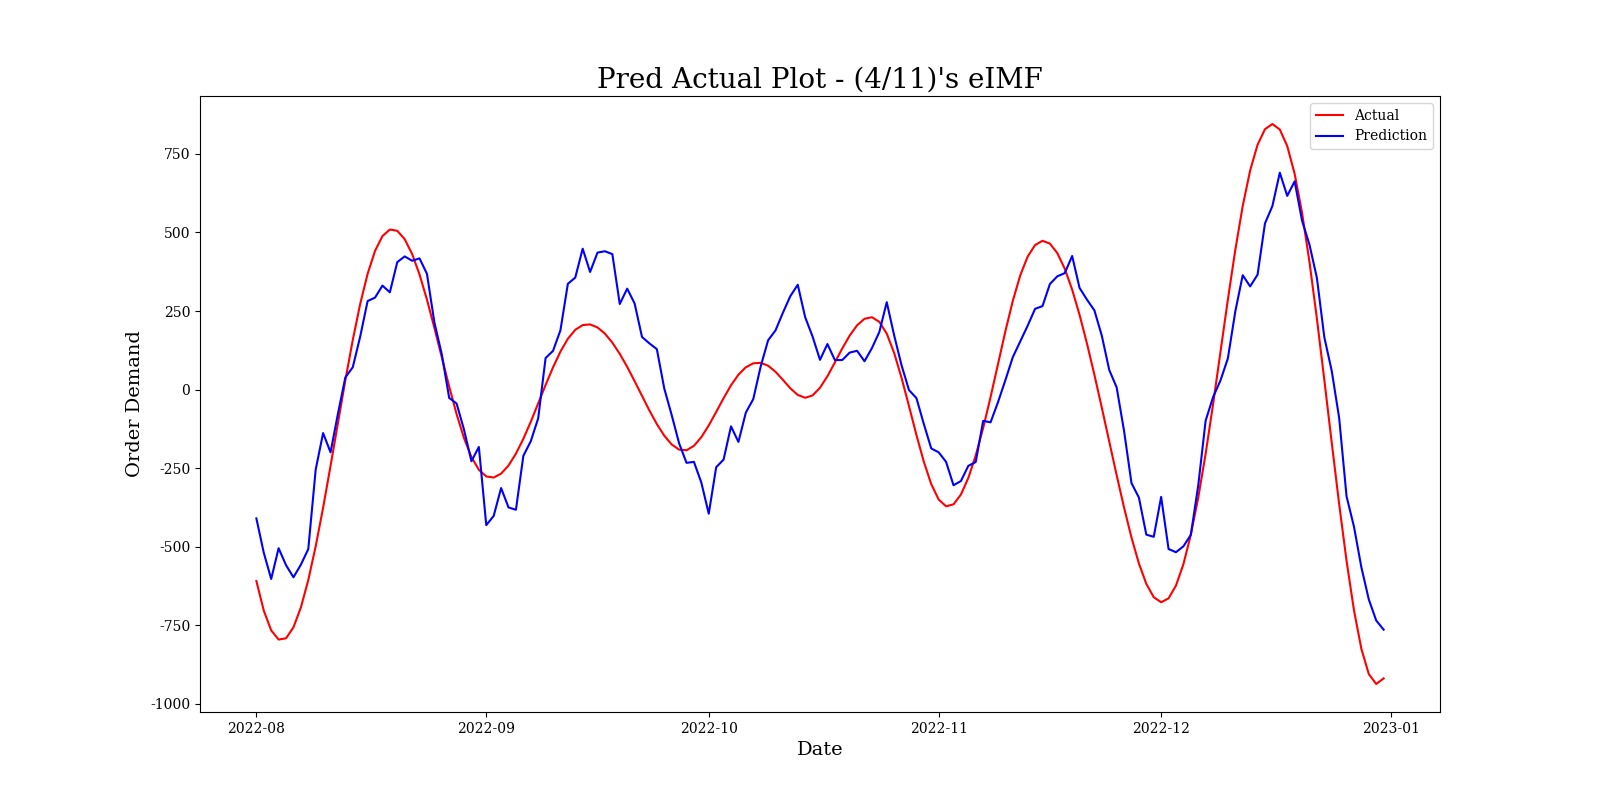 Pred Actual Plot - (4/11)'s eIMF
Actual
Prediction
Order Demand
750
500
250
0
-250
-500
-750
-1000
2022-08 2022-09 2022-10 2022-11 2022-12 2023-01
Date